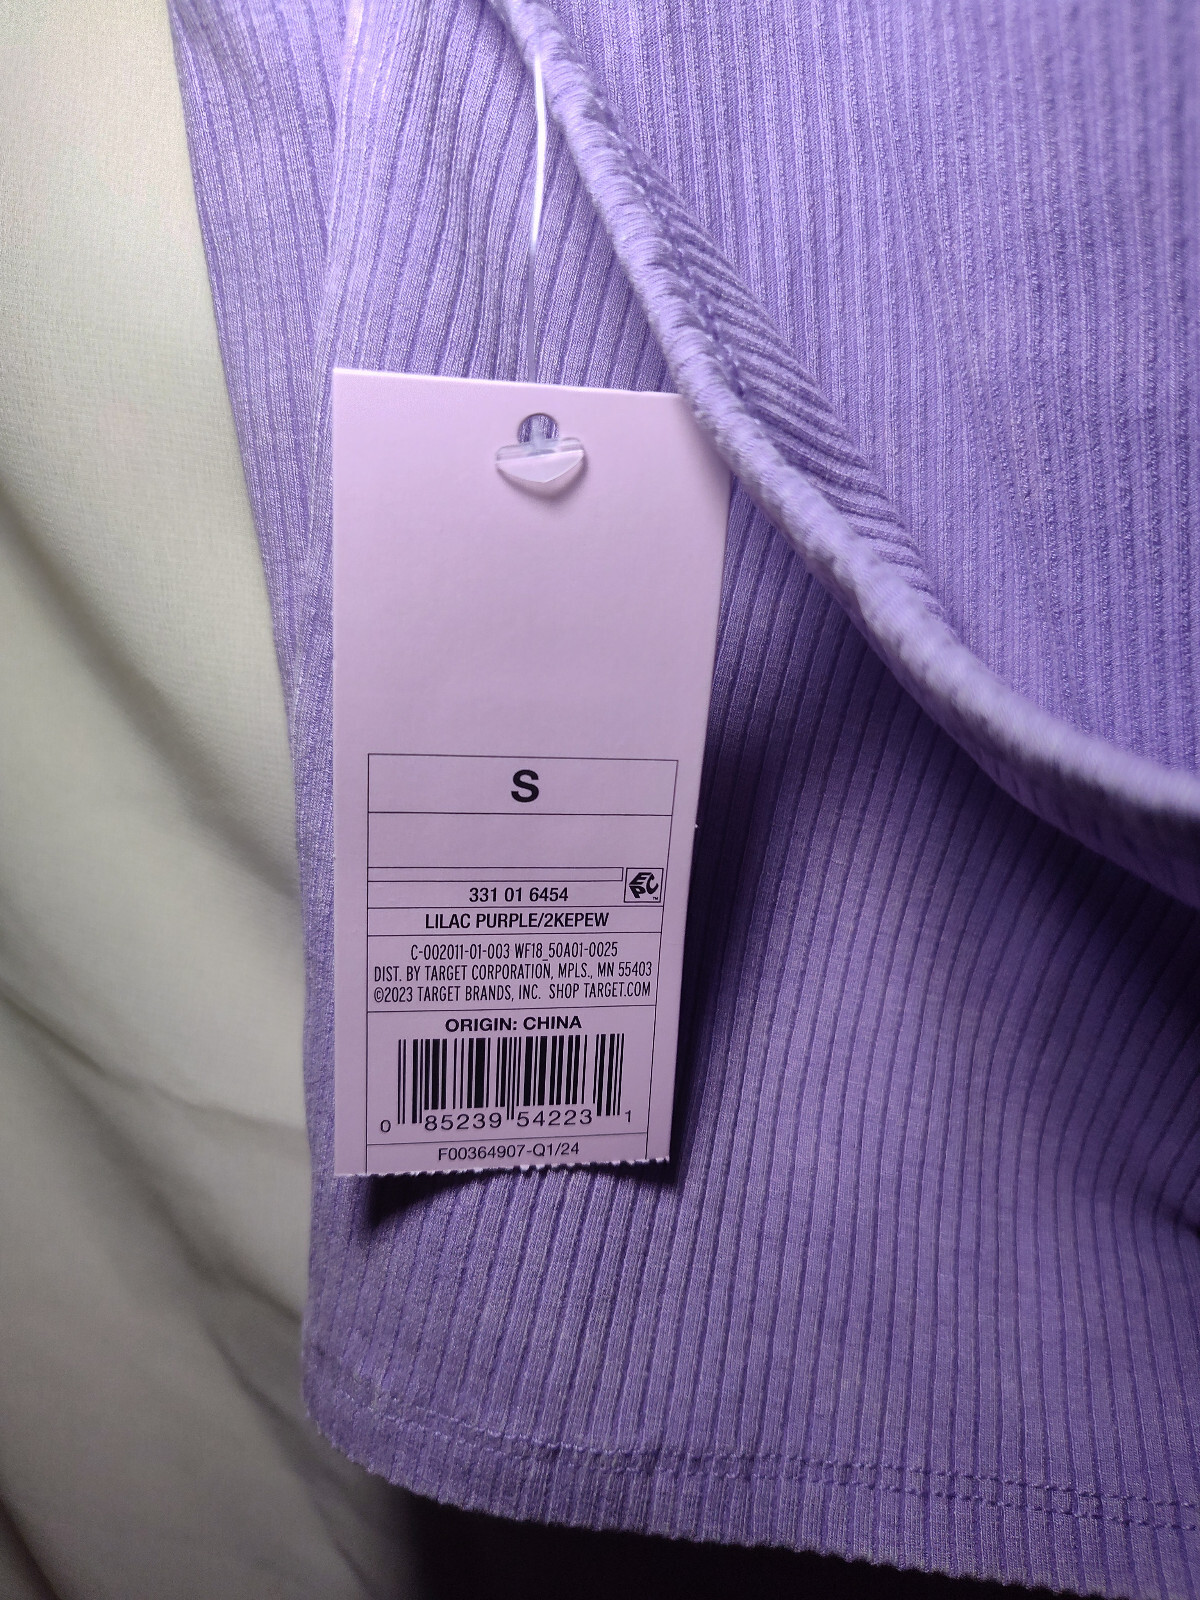 S
EPC
331 01 6454
LILAC PURPLE/2KEPEW
C-002011-01-003 WF18_50A01-0025
DIST. BY TARGET CORPORATION, MPLS., MN 55403
©2023 TARGET BRANDS, INC. SHOP TARGET.COM
ORIGIN: CHINA
0 85239 54223 1
F00364907-Q1/24